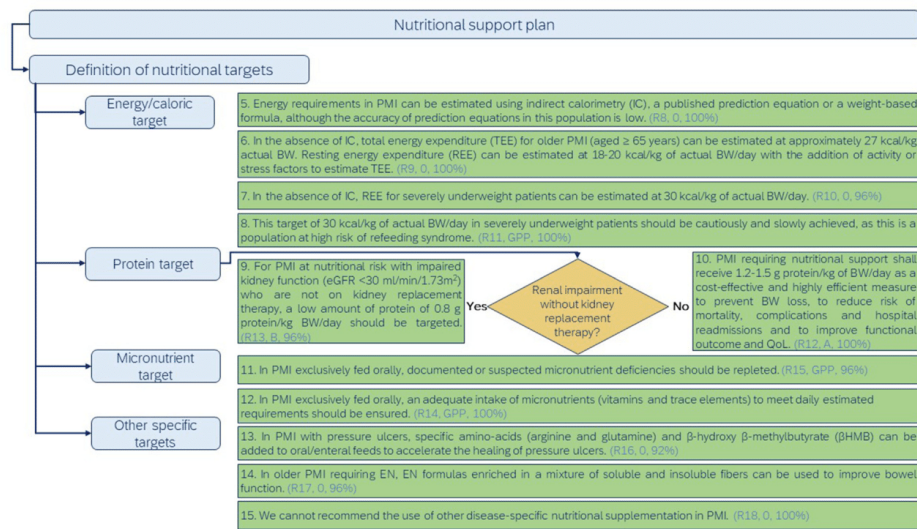 Nutritional support plan
Definition of nutritional targets
Energy/caloric
target
5. Energy requirements in PMI can be estimated using indirect calorimetry (IC), a published prediction equation or a weight-based
formula, although the accuracy of prediction equations in this population is low. (R8, 0, 100%)
6. In the absence of IC, total energy expenditure (TEE) for older PMI (aged ≥ 65 years) can be estimated at approximately 27 kcal/kg
actual BW. Resting energy expenditure (REE) can be estimated at 18-20 kcal/kg of actual BW/day with the addition of activity or
stress factors to estimate TEE. (R9, 0, 100%)
7. In the absence of IC, REE for severely underweight patients can be estimated at 30 kcal/kg of actual BW/day. (R10, 0, 96%)
8. This target of 30 kcal/kg of actual BW/day in severely underweight patients should be cautiously and slowly achieved, as this is a
population at high risk of refeeding syndrome. (R11, GPP, 100%)
Protein target
9. For PMI at nutritional risk with impaired
kidney function (eGFR <30 ml/min/1.73m²)
who are not on kidney replacement
therapy, a low amount of protein of 0.8 g
protein/kg BW/day should be targeted.
(R13, B, 96%)
Yes
Renal impairment
without kidney
replacement
therapy?
No
10. PMI requiring nutritional support shall
receive 1.2-1.5 g protein/kg of BW/day as a
cost-effective and highly efficient measure
to prevent BW loss, to reduce risk of
mortality, complications and hospital
readmissions and to improve functional
outcome and QoL. (R12, A, 100%)
Micronutrient
target
11. In PMI exclusively fed orally, documented or suspected micronutrient deficiencies should be repleted. (R15, GPP, 96%)
12. In PMI exclusively fed orally, an adequate intake of micronutrients (vitamins and trace elements) to meet daily estimated
requirements should be ensured. (R14, GPP, 100%)
Other specific
targets
13. In PMI with pressure ulcers, specific amino-acids (arginine and glutamine) and β-hydroxy β-methylbutyrate (βHMB) can be
added to oral/enteral feeds to accelerate the healing of pressure ulcers. (R16, 0, 92%)
14. In older PMI requiring EN, EN formulas enriched in a mixture of soluble and insoluble fibers can be used to improve bowel
function. (R17, 0, 96%)
15. We cannot recommend the use of other disease-specific nutritional supplementation in PMI. (R18, 0, 100%)